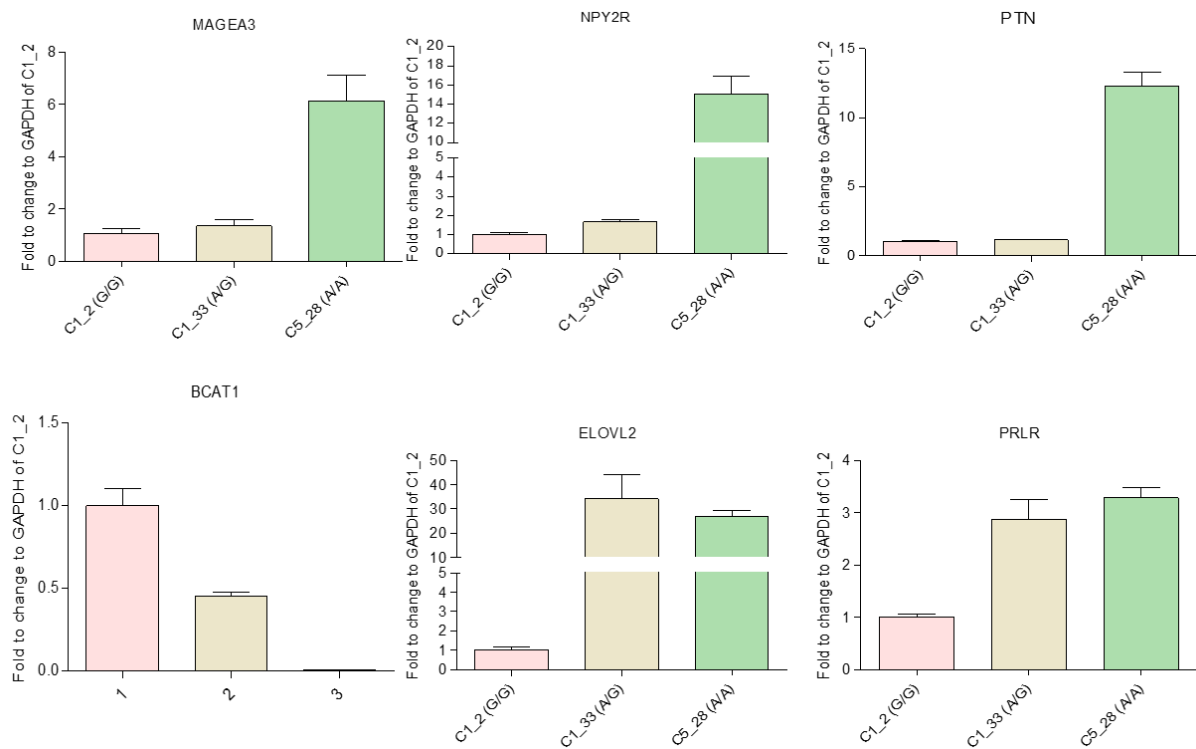 MAGEA3
Fold to change to GAPDH of C1_2
8
6
4
2
0
C1_2 (G/G)
C1_33 (A/G)
C5_28 (A/A)
NPY2R
Fold to change to GAPDH of C1_2
20
18
16
14
12
10
5
4
3
2
1
0
C1_2 (G/G)
C1_33 (A/G)
C5_28 (A/A)
PTN
Fold to change to GAPDH of C1_2
15
10
5
0
C1_2 (G/G)
C1_33 (A/G)
C5_28 (A/A)
BCAT1
Fold to change to GAPDH of C1_2
1.5
1.0
0.5
0.0
1
2
3
ELOVL2
Fold to change to GAPDH of C1_2
50
40
30
20
10
5
4
3
2
1
0
C1_2 (G/G)
C1_33 (A/G)
C5_28 (A/A)
PRLR
Fold to change to GAPDH of C1_2
4
3
2
1
0
C1_2 (G/G)
C1_33 (A/G)
C5_28 (A/A)